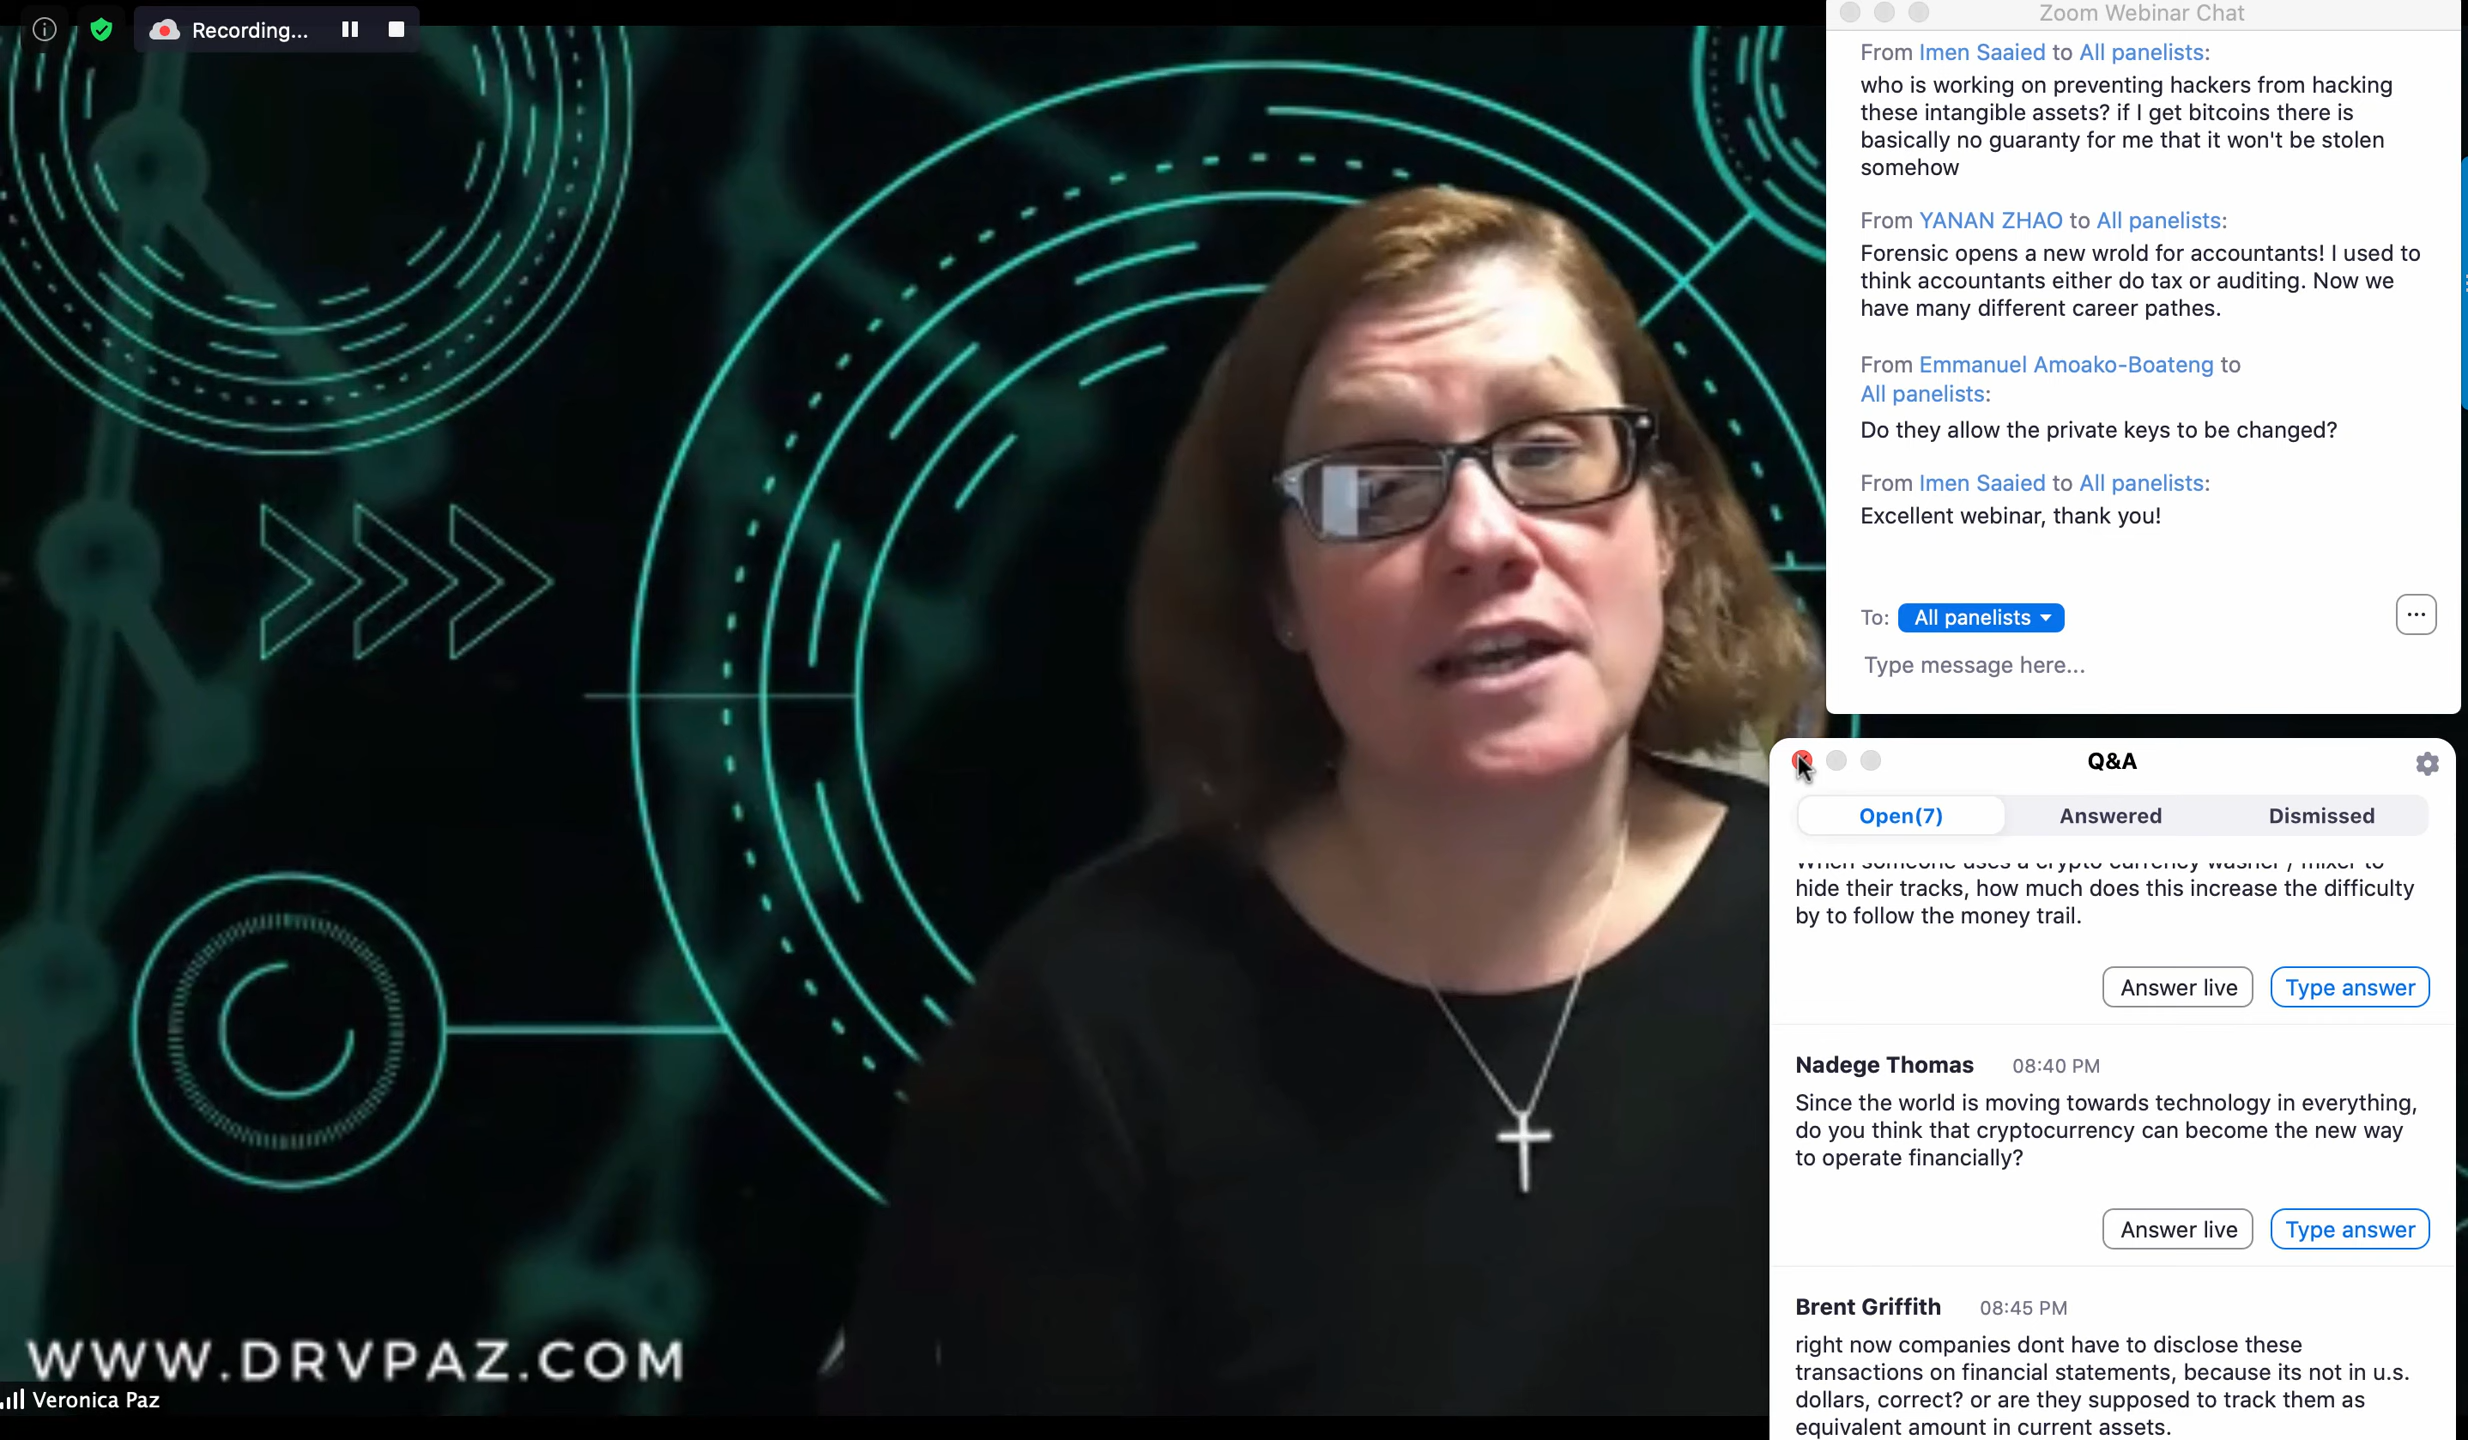 Recording...
Zoom Webinar Chat
From Imen Saaied to All panelists:
who is working on preventing hackers from hacking
these intangible assets? if I get bitcoins there is
basically no guaranty for me that it won't be stolen
somehow
From YANAN ZHAO to All panelists:
Forensic opens a new wrold for accountants! I used to
think accountants either do tax or auditing. Now we
have many different career pathes.
From Emmanuel Amoako-Boateng to
All panelists:
Do they allow the private keys to be changed?
From Imen Saaied to All panelists:
Excellent webinar, thank you!
To: All panelists
Type message here...
Q&A
Open(7) Answered Dismissed
When someone uses a crypto currency washer / mixer to
hide their tracks, how much does this increase the difficulty
by to follow the money trail.
Answer live Type answer
Nadege Thomas 08:40 PM
Since the world is moving towards technology in everything,
do you think that cryptocurrency can become the new way
to operate financially?
Answer live Type answer
Brent Griffith 08:45 PM
right now companies dont have to disclose these
transactions on financial statements, because its not in u.s.
dollars, correct? or are they supposed to track them as
equivalent amount in current assets.
WWW.DRVPAZ.COM
Veronica Paz